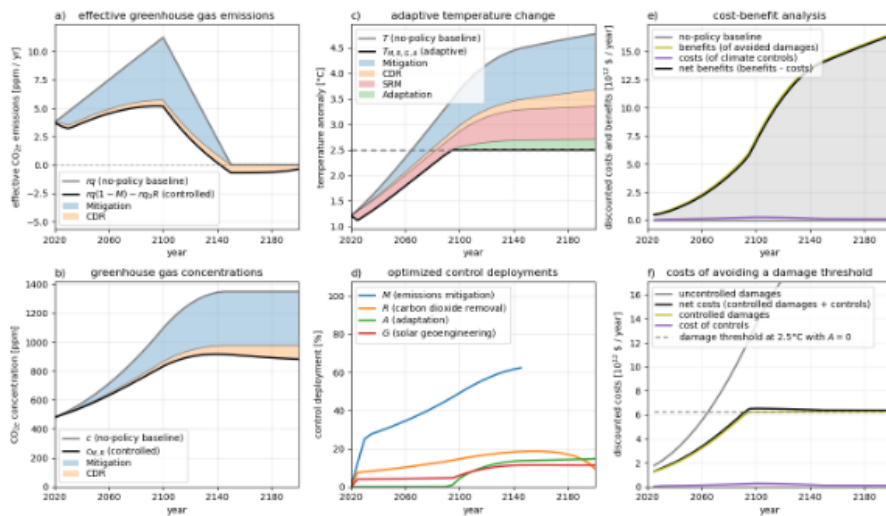 a) effective greenhouse gas emissions
effective CO2e emissions [ppm / yr]
10.0
7.5
5.0
2.5
0.0
−2.5
−5.0
rq (no-policy baseline)
rq(1 − M) − rq0R (controlled)
Mitigation
CDR
2020 2060 2100 2140 2180
year
b) greenhouse gas concentrations
CO2e concentration [ppm]
1400
1200
1000
800
600
400
200
0
c (no-policy baseline)
cM,R (controlled)
Mitigation
CDR
2020 2060 2100 2140 2180
year
c) adaptive temperature change
temperature anomaly [°C]
4.5
4.0
3.5
3.0
2.5
2.0
1.5
1.0
T (no-policy baseline)
TM,R,G,A (adaptive)
Mitigation
CDR
SRM
Adaptation
2020 2060 2100 2140 2180
year
d) optimized control deployments
control deployment [%]
100
80
60
40
20
0
M (emissions mitigation)
R (carbon dioxide removal)
A (adaptation)
G (solar geoengineering)
2020 2060 2100 2140 2180
year
e) cost-benefit analysis
discounted costs and benefits [10¹² $ / year]
15.0
12.5
10.0
7.5
5.0
2.5
0.0
no-policy baseline
benefits (of avoided damages)
costs (of climate controls)
net benefits (benefits - costs)
2020 2060 2100 2140 2180
year
f) costs of avoiding a damage threshold
discounted costs [10¹² $ / year]
16
14
12
10
8
6
4
2
0
uncontrolled damages
net costs (controlled damages + controls)
controlled damages
cost of controls
damage threshold at 2.5°C with A = 0
2020 2060 2100 2140 2180
year